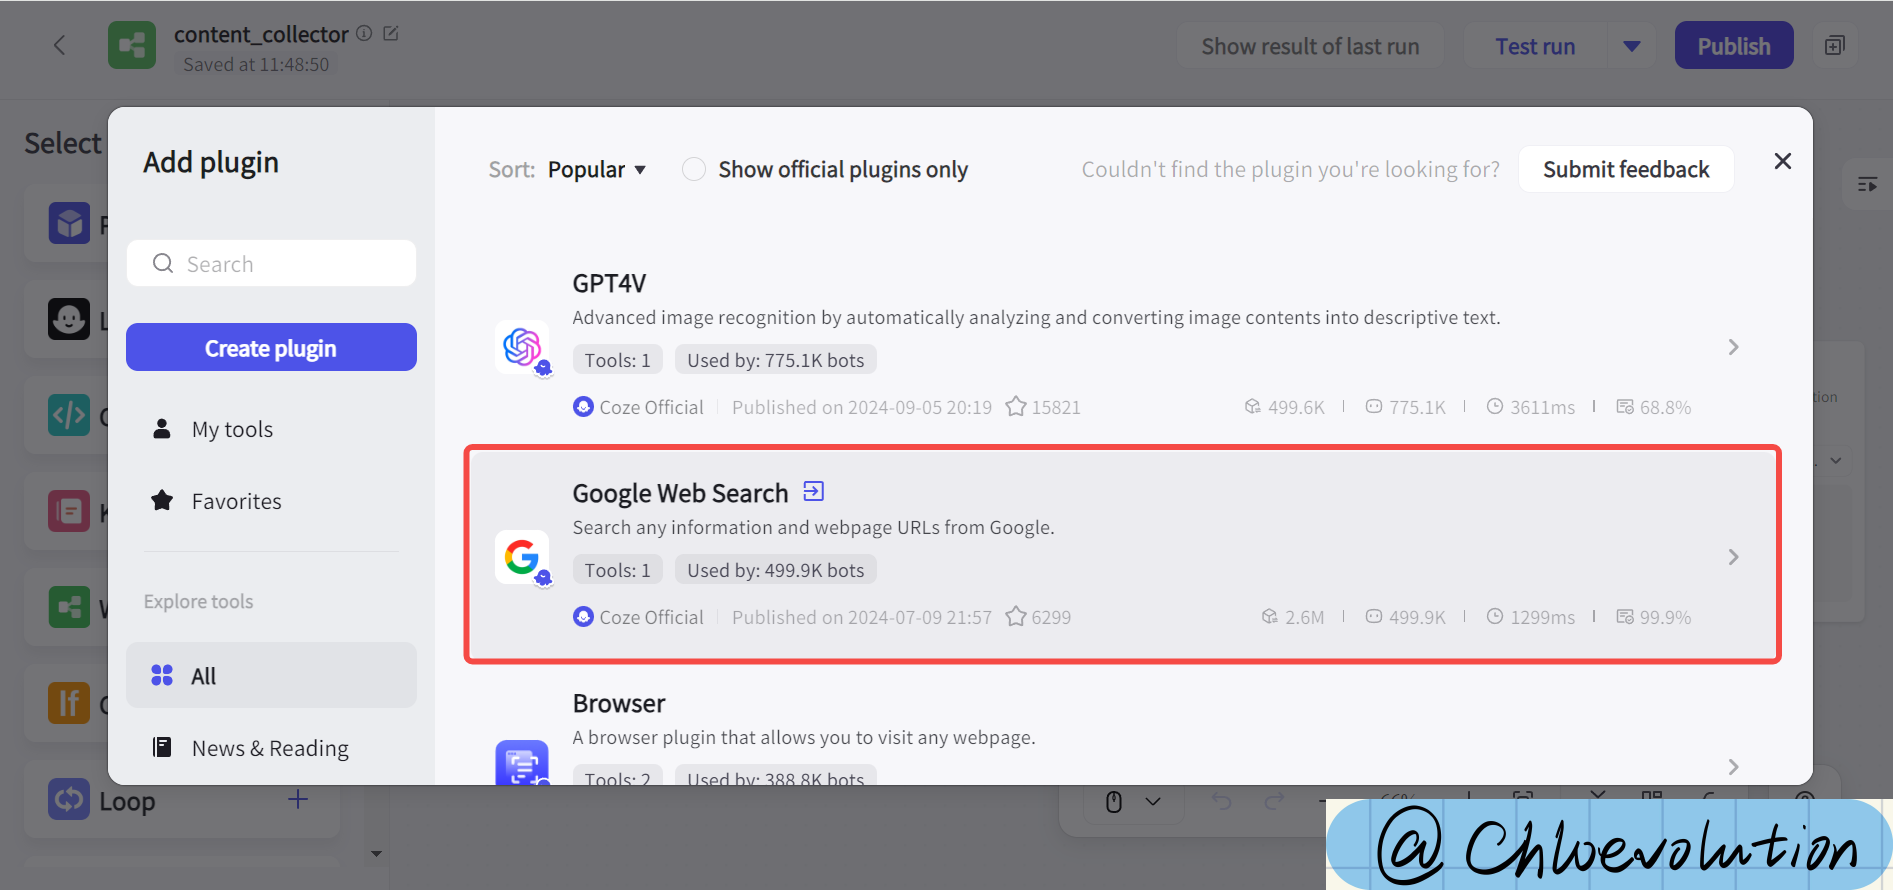 content_collector
Saved at 11:48:50
Show result of last run
Test run
Publish
Select
Add plugin
Search
Create plugin
My tools
Favorites
Explore tools
All
News & Reading
If
Loop
Sort: Popular
Show official plugins only
Couldn't find the plugin you're looking for?
Submit feedback
GPT4V
Advanced image recognition by automatically analyzing and converting image contents into descriptive text.
Tools: 1 Used by: 775.1K bots
Coze Official Published on 2024-09-05 20:19 15821 499.6K 775.1K 3611ms 68.8%
Google Web Search
Search any information and webpage URLs from Google.
Tools: 1 Used by: 499.9K bots
Coze Official Published on 2024-07-09 21:57 6299 2.6M 499.9K 1299ms 99.9%
Browser
A browser plugin that allows you to visit any webpage.
Tools: 2 Used by: 388.8K bots
@Chloevolution